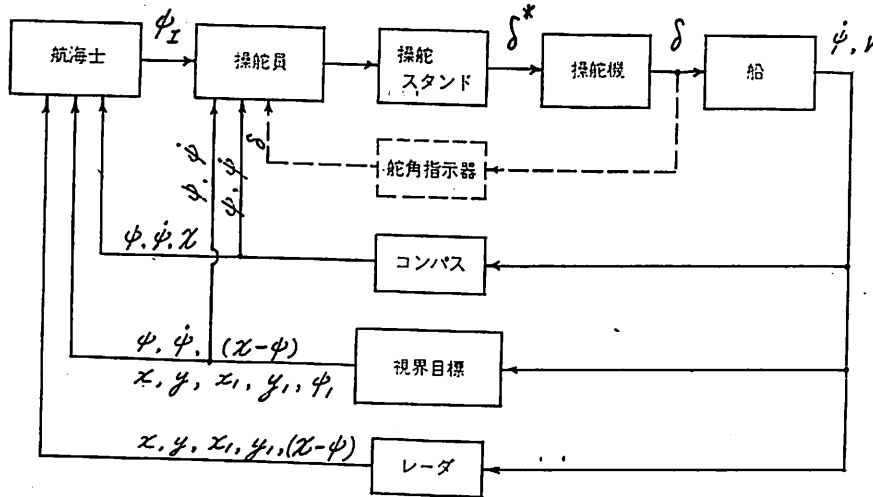 ψ_I
δ*
δ
ψ̇, V
航海士
操舵員
操舵
スタンド
操舵機
船
δ
舵角指示器
ψ, ψ̇
ψ, ψ̇
ψ, ψ̇, χ
コンパス
ψ, ψ̇, (χ-ψ)
x, y, x₁, y₁, ψ₁
視界目標
x, y, x₁, y₁, (χ-ψ)
レーダ